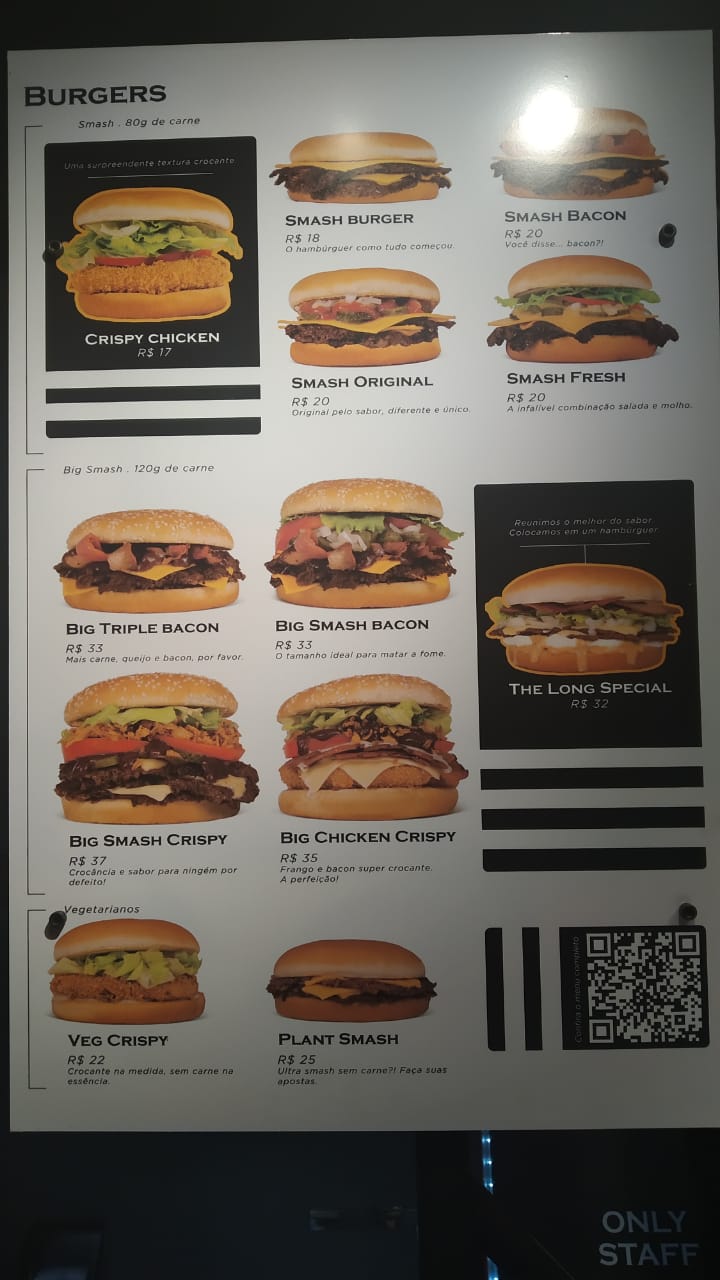 BURGERS
Smash . 80g de carne
Uma surpreendente textura crocante.
CRISPY CHICKEN
R$ 17
SMASH BURGER
R$ 18
O hambúrguer como tudo começou.
SMASH BACON
R$ 20
Você disse... bacon?!
SMASH ORIGINAL
R$ 20
Original pelo sabor, diferente e único.
SMASH FRESH
R$ 20
A infalível combinação salada e molho.
Big Smash . 120g de carne
BIG TRIPLE BACON
R$ 33
Mais carne, queijo e bacon, por favor.
BIG SMASH BACON
R$ 33
O tamanho ideal para matar a fome.
Reunimos o melhor do sabor.
Colocamos em um hambúrguer.
THE LONG SPECIAL
R$ 32
BIG SMASH CRISPY
R$ 37
Crocância e sabor para ninguém por
defeito!
BIG CHICKEN CRISPY
R$ 35
Frango e bacon super crocante.
A perfeição!
Vegetarianos
VEG CRISPY
R$ 22
Crocante na medida, sem carne na
essência.
PLANT SMASH
R$ 25
Ultra smash sem carne?! Faça suas
apostas.
Confira o menu completo
ONLY
STAFF